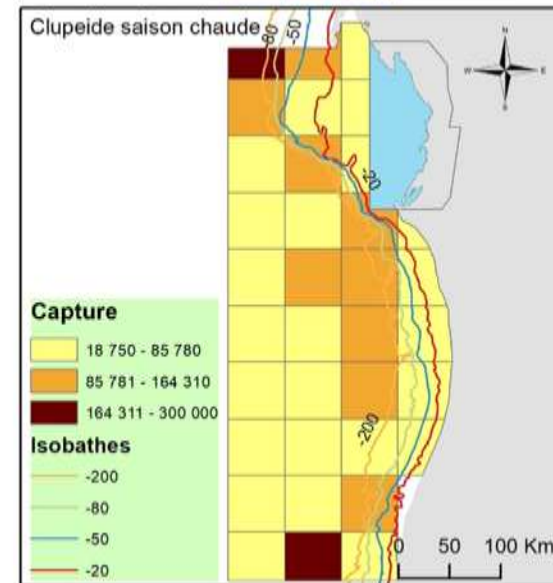 Clupeide saison chaude
-80
-50
N
W E
S
-20
Capture
18 750 - 85 780
85 781 - 164 310
164 311 - 300 000
Isobathes
-200
-200
-80
-50
-20
0 50 100 Km